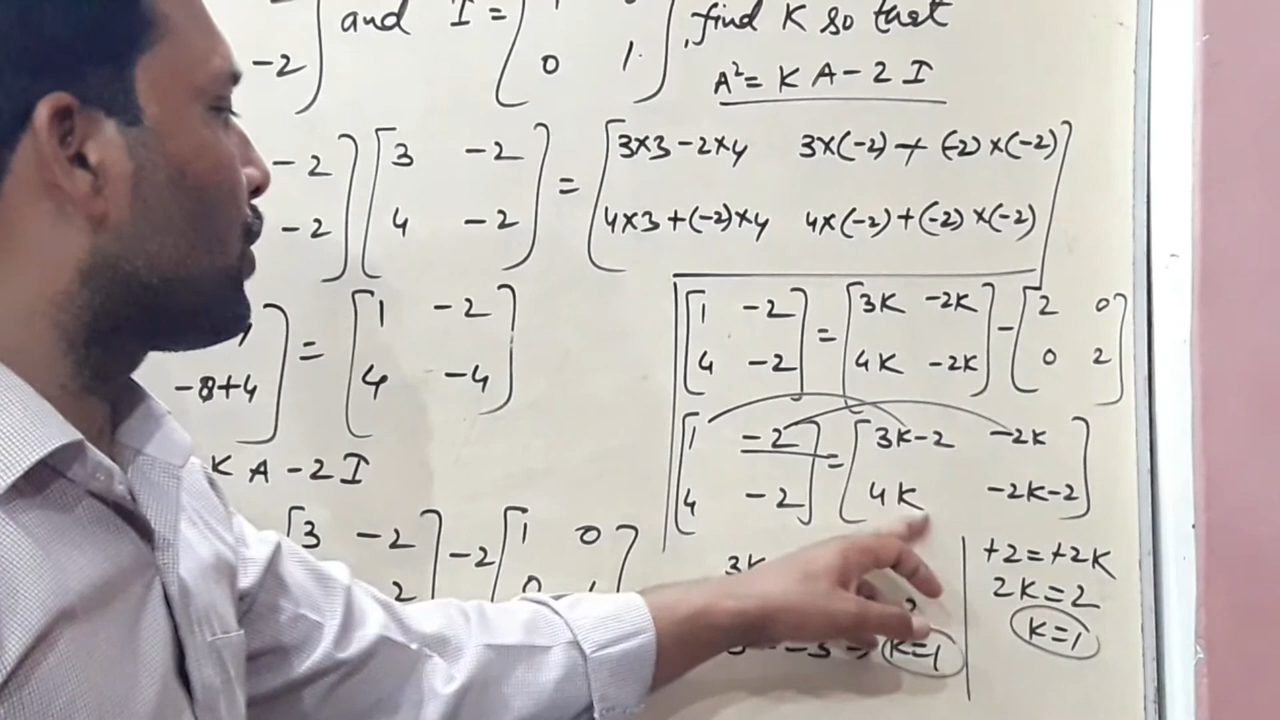 -2] and I = [1 0, find K so that
0 1]
A²= K A-2 I
-2] [3 -2] = [3×3-2×4 3×(-2)+(-2)×(-2)]
-2] [4 -2] [4×3+(-2)×4 4×(-2)+(-2)×(-2)]
-8+4] = [1 -2]
[4 -4]
K A -2 I
[3 -2] -2 [1 0]
2] [0
[1 -2] = [3K -2K] - [2 0]
[4 -2] [4K -2K] [0 2]
[1 -2] = [3K-2 -2K]
[4 -2] [4K -2K-2]
3K
K=1
+2=+2K
2K=2
K=1